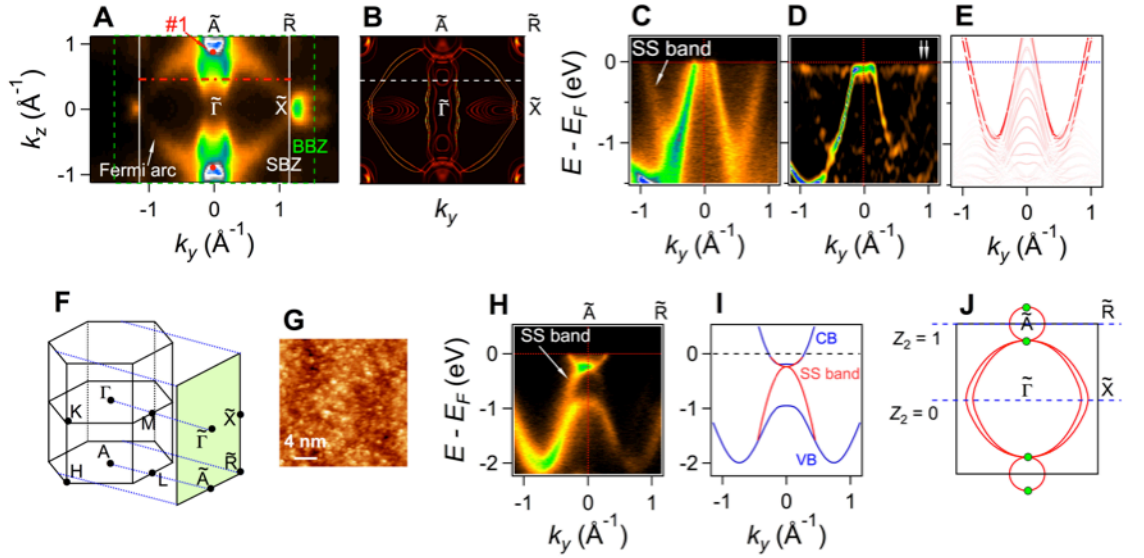 A
#1
Ã
R̃
1
0
-1
k_z (Å⁻¹)
Γ̃
X̃
BBZ
SBZ
Fermi arc
-1
0
1
k_y (Å⁻¹)
B
Ã
R̃
Γ̃
X̃
k_y
C
SS band
0
-1
E - E_F (eV)
-1
0
1
k_y (Å⁻¹)
D
-1
0
1
k_y (Å⁻¹)
E
-1
0
1
k_y (Å⁻¹)
F
Γ
K
M
A
H
L
Γ̃
X̃
R̃
Ã
G
4 nm
H
Ã
R̃
SS band
0
-1
-2
E - E_F (eV)
-1
0
1
k_y (Å⁻¹)
I
CB
SS band
VB
0
-1
-2
-1
0
1
k_y (Å⁻¹)
J
Ã
R̃
Z₂ = 1
Γ̃
X̃
Z₂ = 0